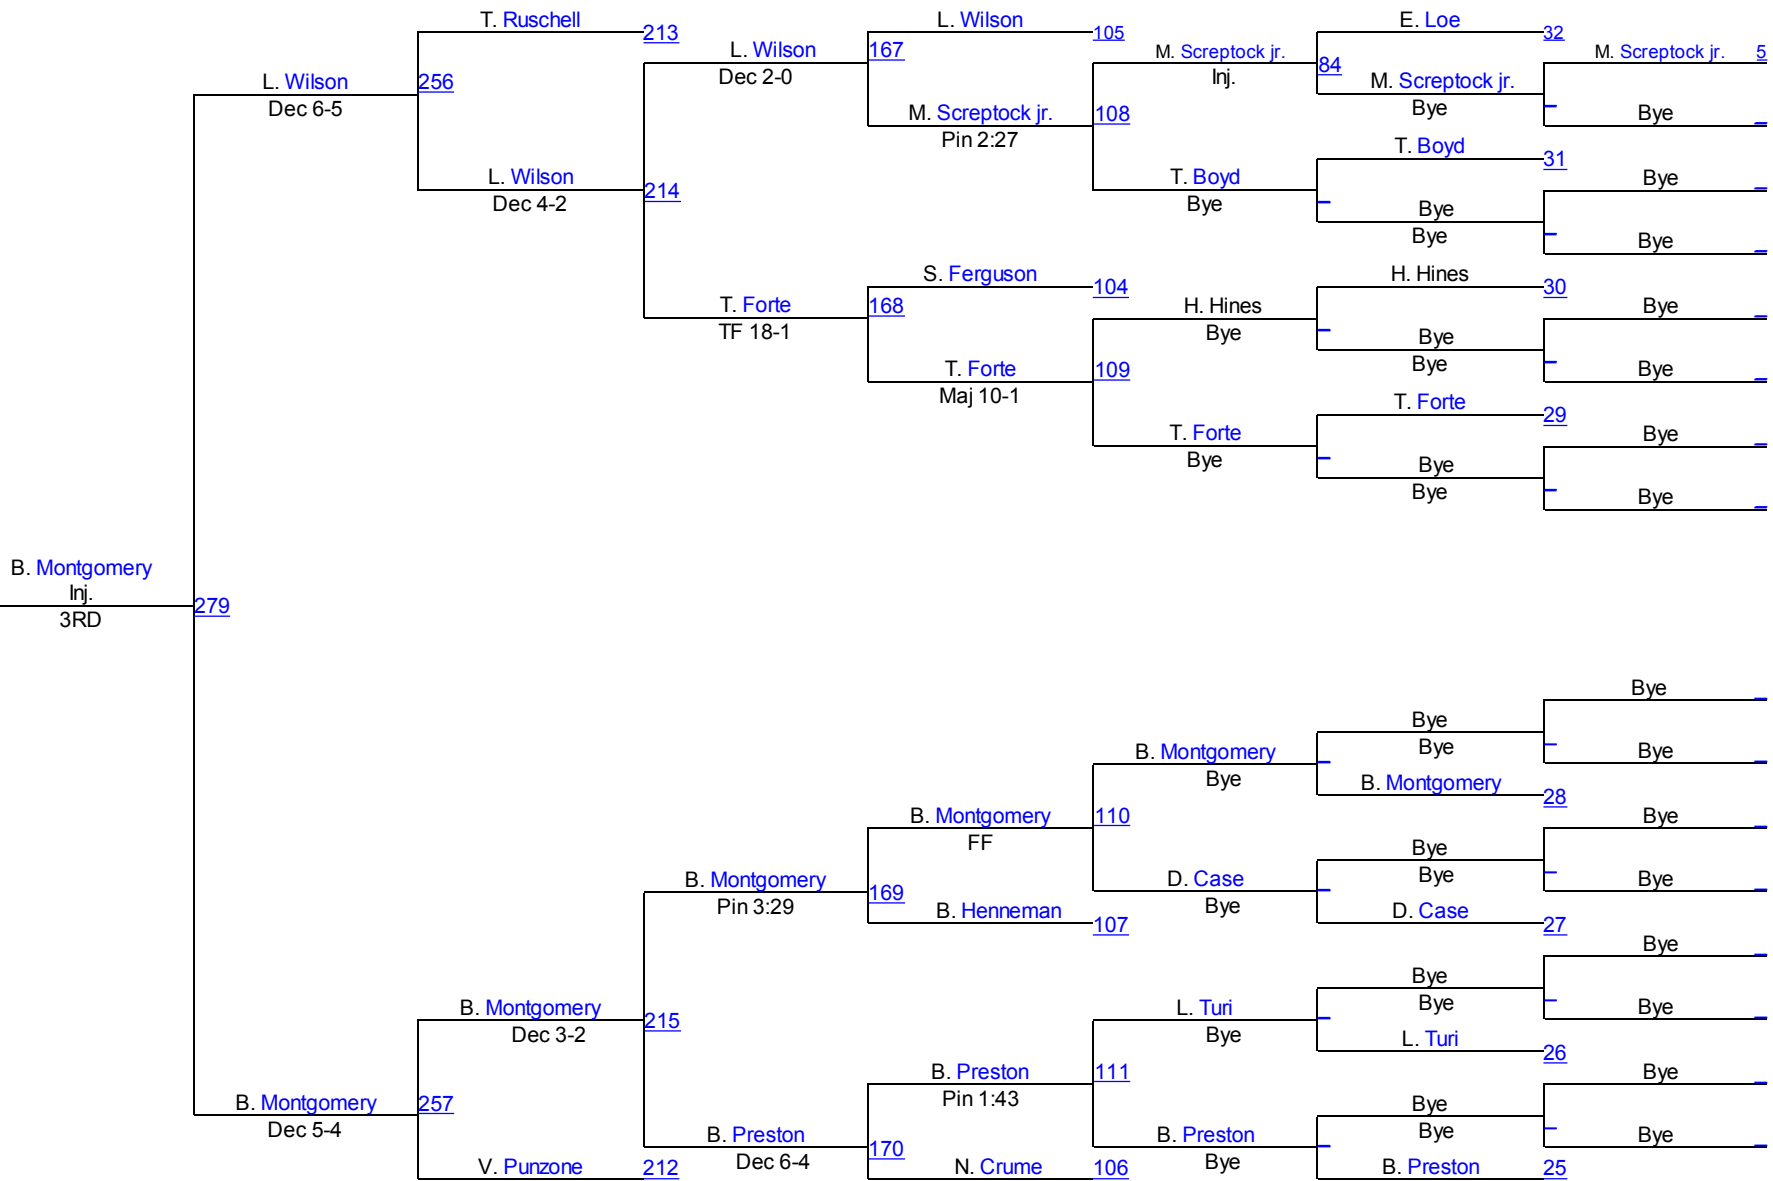 T. Ruschell
213
L. Wilson
Dec 6-5
256
L. Wilson
Dec 4-2
214
L. Wilson
Dec 2-0
167
L. Wilson
105
M. Screptock jr.
Pin 2:27
108
M. Screptock jr.
Inj.
84
E. Loe
32
M. Screptock jr.
Bye
M. Screptock jr.
5
Bye
T. Boyd
Bye
T. Boyd
31
Bye
Bye
Bye
Bye
T. Forte
TF 18-1
168
S. Ferguson
104
T. Forte
Maj 10-1
109
H. Hines
Bye
H. Hines
30
Bye
Bye
Bye
Bye
T. Forte
Bye
T. Forte
29
Bye
Bye
Bye
Bye
B. Montgomery
Inj.
3RD
279
B. Montgomery
Dec 5-4
257
B. Montgomery
Dec 3-2
215
V. Punzone
212
B. Montgomery
Pin 3:29
169
B. Montgomery
FF
110
B. Henneman
107
B. Montgomery
Bye
Bye
Bye
B. Montgomery
28
Bye
Bye
D. Case
Bye
Bye
Bye
D. Case
27
Bye
Bye
B. Preston
Dec 6-4
170
B. Preston
Pin 1:43
111
N. Crume
106
L. Turi
Bye
Bye
Bye
L. Turi
26
Bye
Bye
B. Preston
Bye
Bye
Bye
B. Preston
25
Bye
Bye